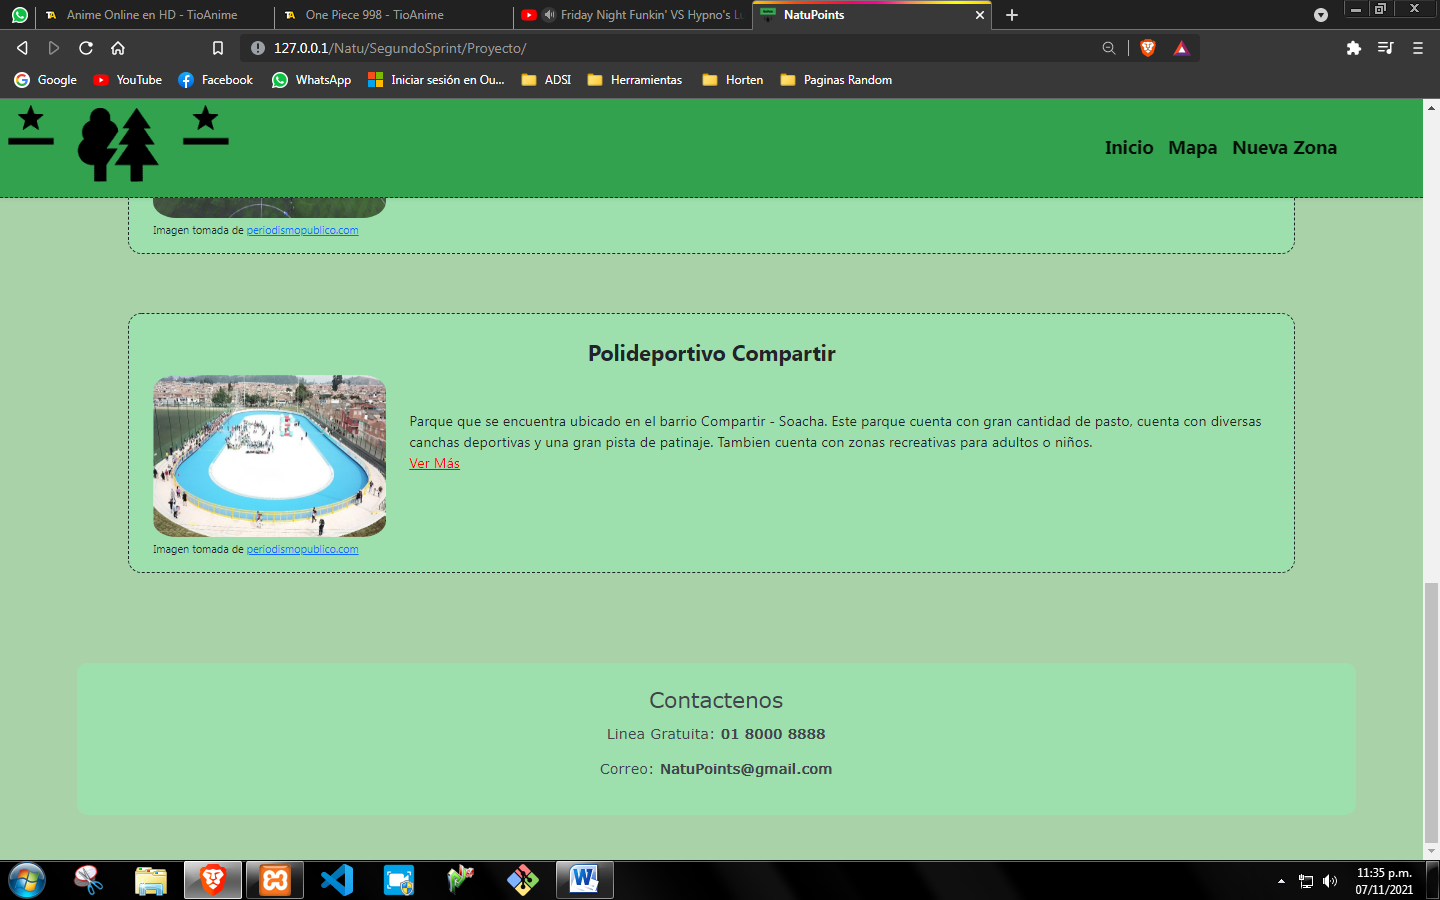 Anime Online en HD - TioAnime
One Piece 998 - TioAnime
Friday Night Funkin' VS Hypno's Lu
NatuPoints
127.0.0.1/Natu/SegundoSprint/Proyecto/
Google
YouTube
Facebook
WhatsApp
Iniciar sesión en Ou...
ADSI
Herramientas
Horten
Paginas Random
Inicio
Mapa
Nueva Zona
Imagen tomada de periodismopublico.com
Polideportivo Compartir
Parque que se encuentra ubicado en el barrio Compartir - Soacha. Este parque cuenta con gran cantidad de pasto, cuenta con diversas
canchas deportivas y una gran pista de patinaje. Tambien cuenta con zonas recreativas para adultos o niños.
Ver Más
Imagen tomada de periodismopublico.com
Contactenos
Linea Gratuita: 01 8000 8888
Correo: NatuPoints@gmail.com
11:35 p.m.
07/11/2021